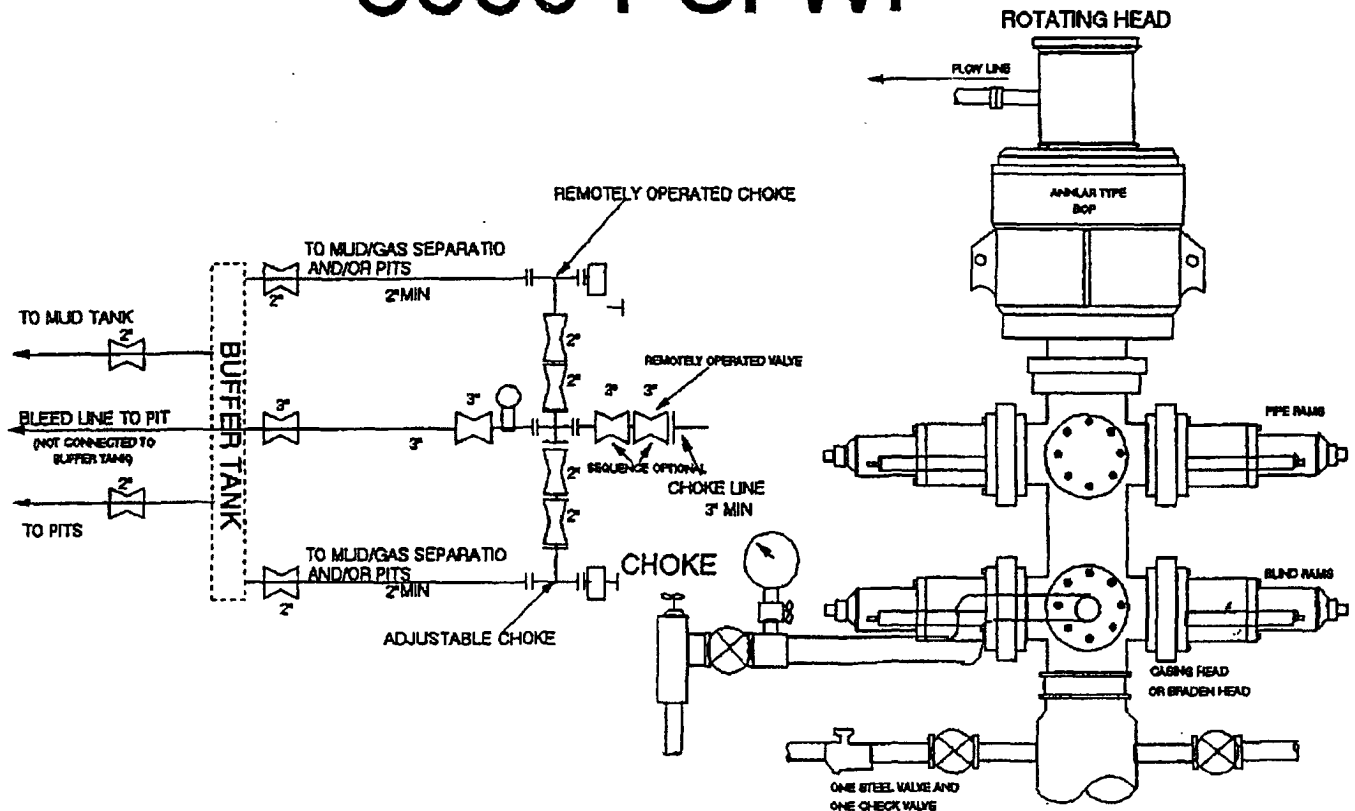 ROTATING HEAD
FLOW LINE
ANNLAR TYPE
BOP
REMOTELY OPERATED CHOKE
TO MUD/GAS SEPARATIO
AND/OR PITS
2" MIN
2"
TO MUD TANK
2"
2"
2"
REMOTELY OPERATED VALVE
BUFFER TANK
BLEED LINE TO PIT
(NOT CONNECTED TO
BUFFER TANK)
3"
3"
3"
3"
3"
SEQUENCE OPTIONAL
CHOKE LINE
3" MIN
2"
2"
2"
TO PITS
TO MUD/GAS SEPARATIO
AND/OR PITS
2" MIN
2"
ADJUSTABLE CHOKE
CHOKE
PIPE RAMS
BLIND RAMS
CASING HEAD
OR BRADEN HEAD
ONE STEEL VALVE AND
ONE CHECK VALVE